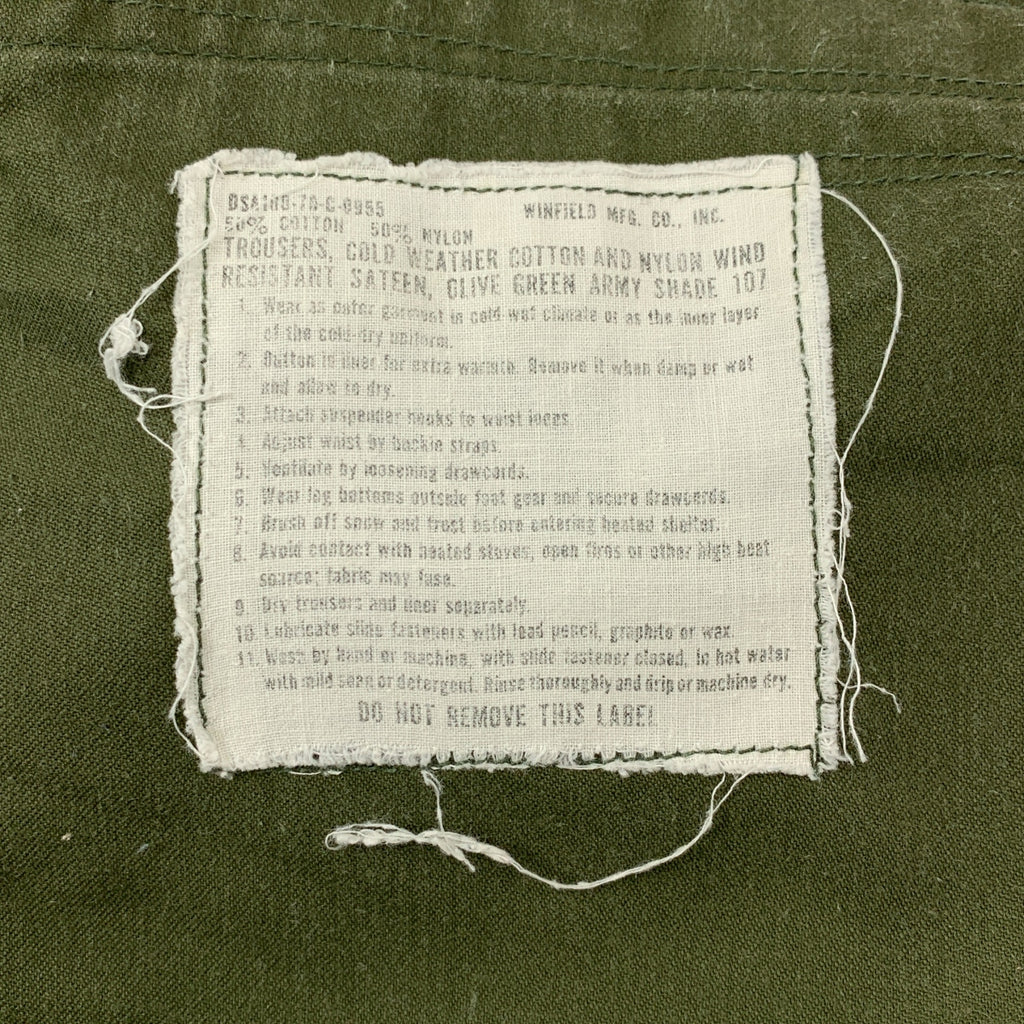 DSA100-70-C-0955 WINFIELD MFG. CO., INC.
50% COTTON 50% NYLON
TROUSERS, COLD WEATHER COTTON AND NYLON WIND
RESISTANT SATEEN, OLIVE GREEN ARMY SHADE 107
1. Wear as outer garment in cold wet climate or as the inner layer
of the cold-dry uniform.
2. Button in liner for extra warmth. Remove it when damp or wet
and allow to dry.
3. Attach suspender hooks to waist loops.
4. Adjust waist by buckle straps.
5. Ventilate by loosening drawcords.
6. Wear leg bottoms outside foot gear and secure drawcords.
7. Brush off snow and frost before entering heated shelter.
8. Avoid contact with heated stoves, open fires or other high heat
source; fabric may fuse.
9. Dry trousers and liner separately.
10. Lubricate slide fasteners with lead pencil, graphite or wax.
11. Wash by hand or machine, with slide fastener closed, in hot water
with mild soap or detergent. Rinse thoroughly and drip or machine dry.
DO NOT REMOVE THIS LABEL